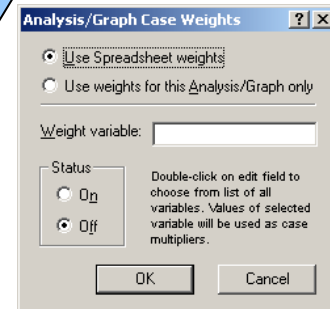 Analysis/Graph Case Weights
Use Spreadsheet weights
Use weights for this Analysis/Graph only
Weight variable:
Status
On
Off
Double-click on edit field to
choose from list of all
variables. Values of selected
variable will be used as case
multipliers.
OK
Cancel